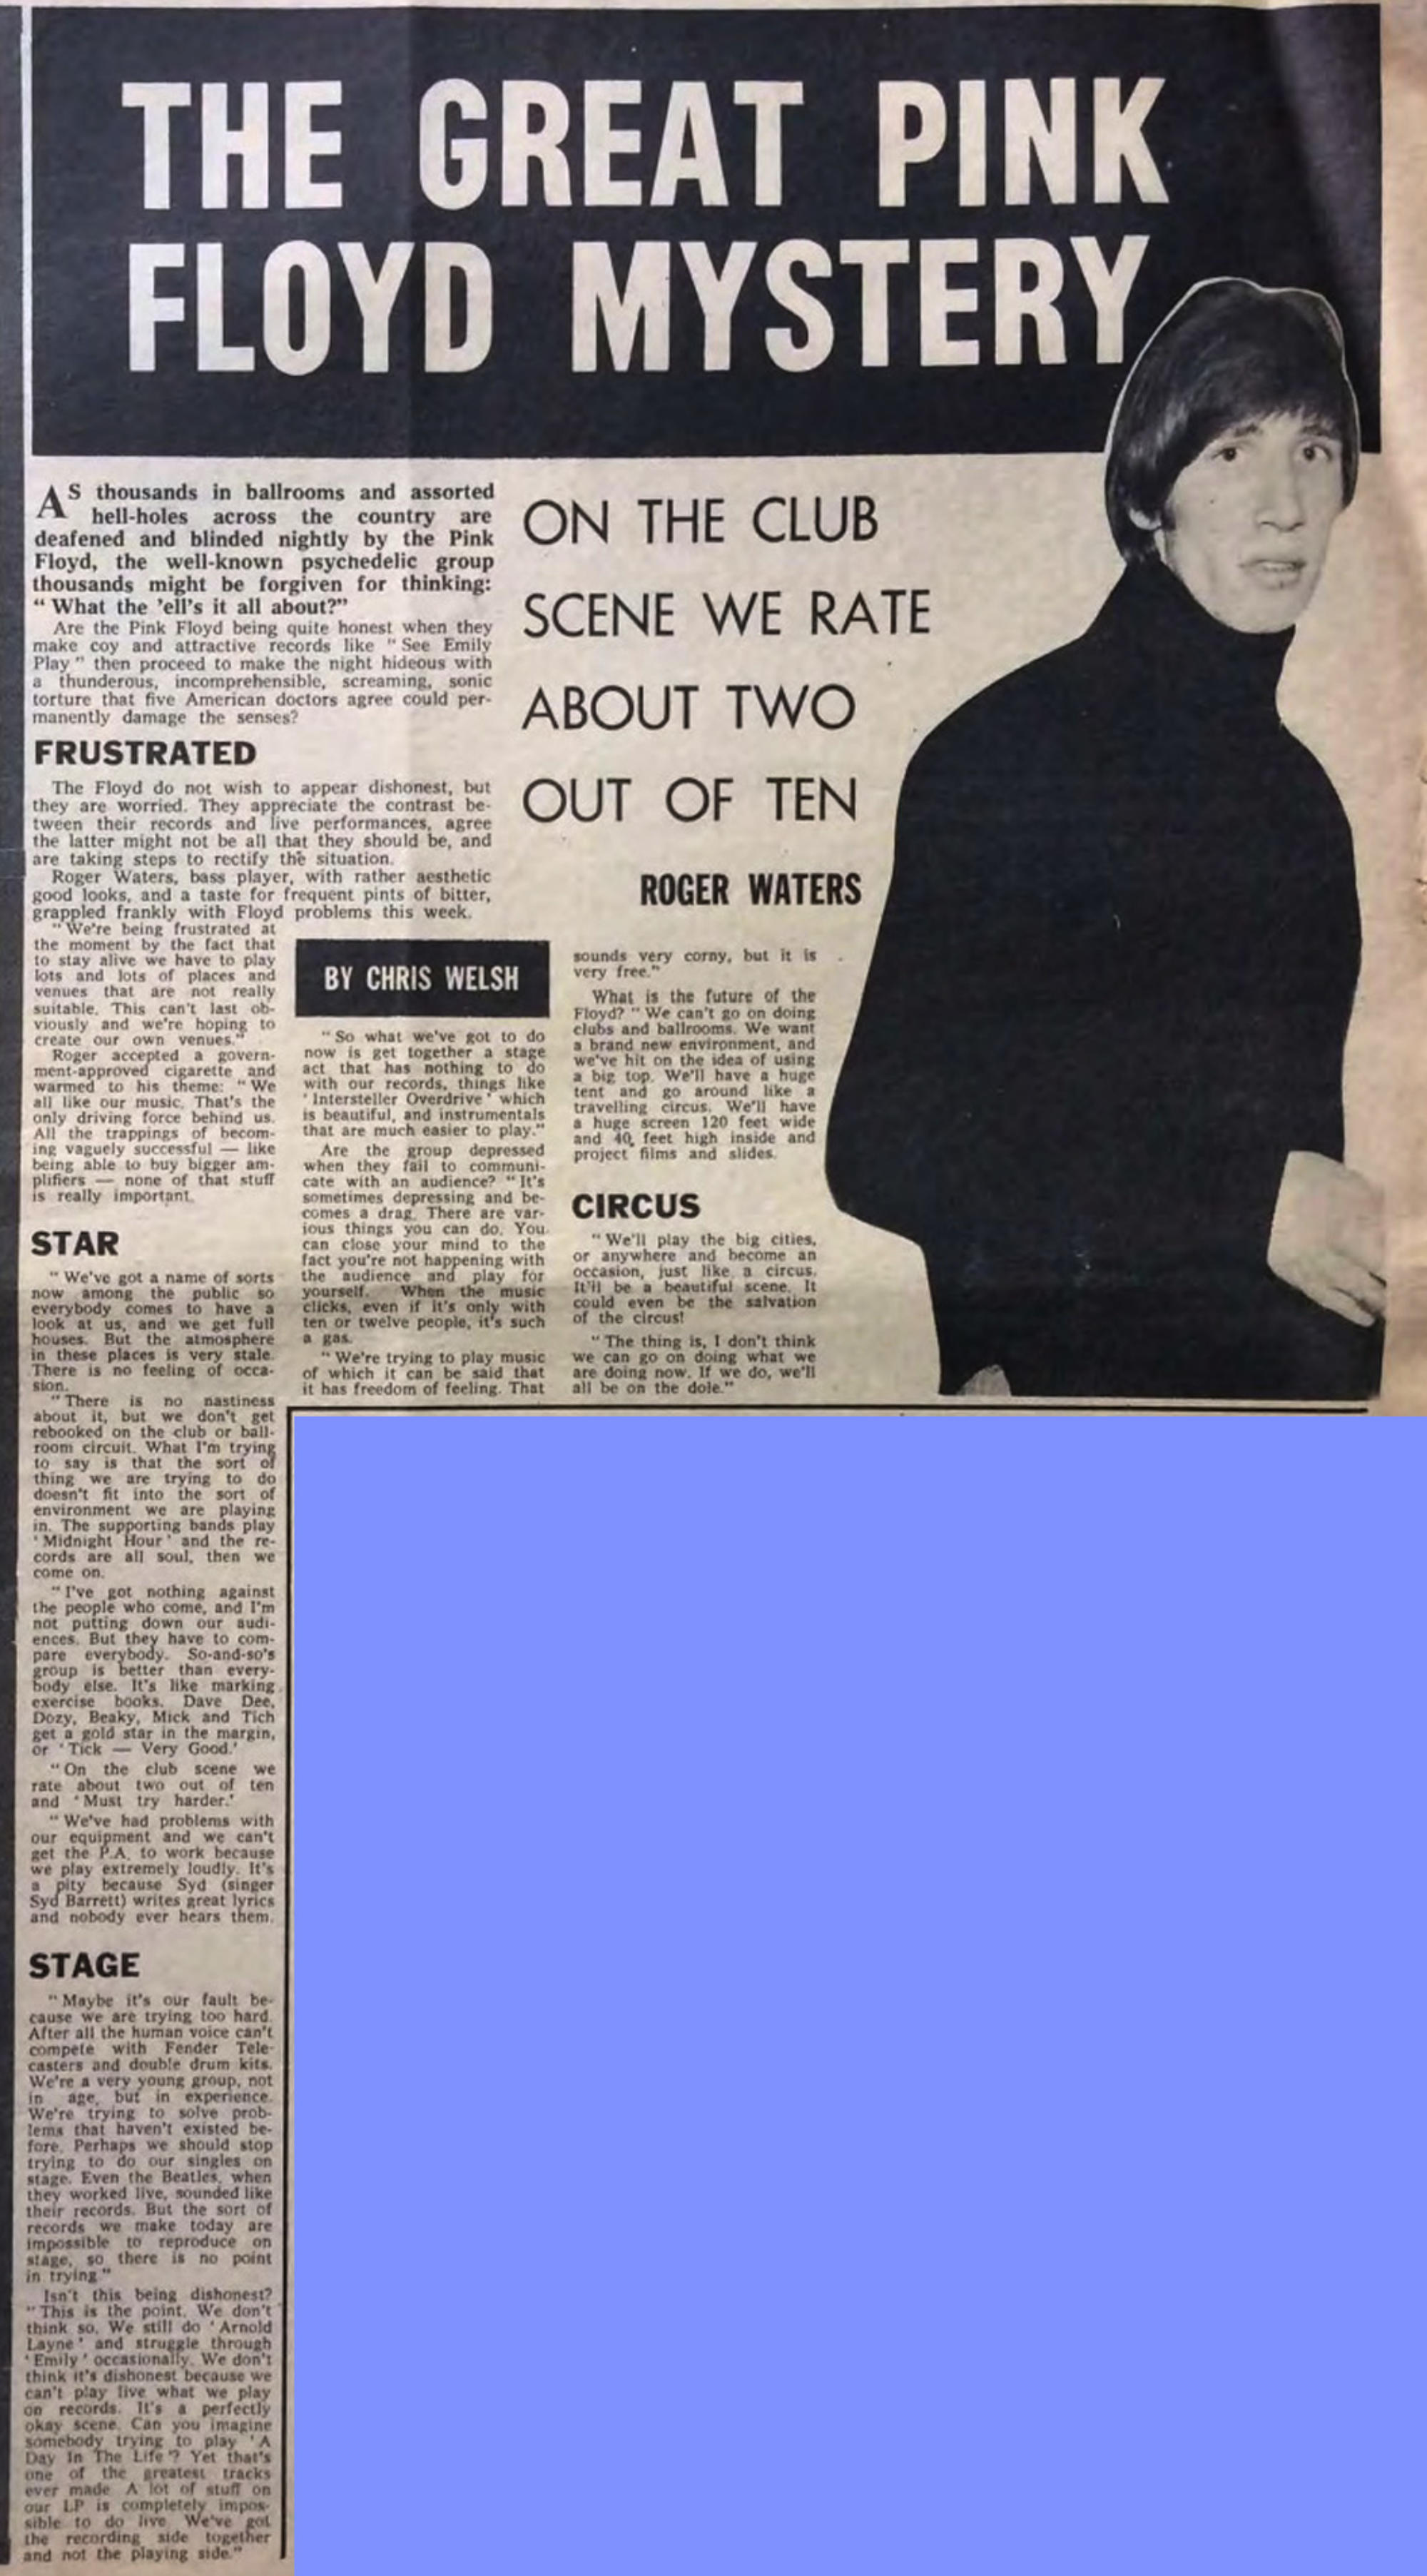 THE GREAT PINK
FLOYD MYSTERY
AS thousands in ballrooms and assorted
hell-holes across the country are
deafened and blinded nightly by the Pink
Floyd, the well-known psychedelic group
thousands might be forgiven for thinking:
" What the 'ell's it all about?"
Are the Pink Floyd being quite honest when they
make coy and attractive records like " See Emily
Play " then proceed to make the night hideous with
a thunderous, incomprehensible, screaming, sonic
torture that five American doctors agree could per-
manently damage the senses?
FRUSTRATED
The Floyd do not wish to appear dishonest, but
they are worried. They appreciate the contrast be-
tween their records and live performances, agree
the latter might not be all that they should be, and
are taking steps to rectify the situation.
Roger Waters, bass player, with rather aesthetic
good looks, and a taste for frequent pints of bitter,
grappled frankly with Floyd problems this week.
"We're being frustrated at
the moment by the fact that
to stay alive we have to play
lots and lots of places and
venues that are not really
suitable. This can't last ob-
viously and we're hoping to
create our own venues."
Roger accepted a govern-
ment-approved cigarette and
warmed to his theme: " We
all like our music. That's the
only driving force behind us.
All the trappings of becom-
ing vaguely successful — like
being able to buy bigger am-
plifiers — none of that stuff
is really important.
STAR
" We've got a name of sorts
now among the public so
everybody comes to have a
look at us, and we get full
houses. But the atmosphere
in these places is very stale.
There is no feeling of occa-
sion.
" There is no nastiness
about it, but we don't get
rebooked on the club or ball-
room circuit. What I'm trying
to say is that the sort of
thing we are trying to do
doesn't fit into the sort of
environment we are playing
in. The supporting bands play
' Midnight Hour ' and the re-
cords are all soul, then we
come on.
" I've got nothing against
the people who come, and I'm
not putting down our audi-
ences. But they have to com-
pare everybody. So-and-so's
group is better than every-
body else. It's like marking
exercise books. Dave Dee,
Dozy, Beaky, Mick and Tich
get a gold star in the margin,
or ' Tick — Very Good.'
" On the club scene we
rate about two out of ten
and ' Must try harder.'
" We've had problems with
our equipment and we can't
get the P.A. to work because
we play extremely loudly. It's
a pity because Syd (singer
Syd Barrett) writes great lyrics
and nobody ever hears them.
STAGE
" Maybe it's our fault be-
cause we are trying too hard.
After all the human voice can't
compete with Fender Tele-
casters and double drum kits.
We're a very young group, not
in age, but in experience.
We're trying to solve prob-
lems that haven't existed be-
fore. Perhaps we should stop
trying to do our singles on
stage. Even the Beatles, when
they worked live, sounded like
their records. But the sort of
records we make today are
impossible to reproduce on
stage, so there is no point
in trying."
Isn't this being dishonest?
" This is the point. We don't
think so. We still do ' Arnold
Layne ' and struggle through
' Emily ' occasionally. We don't
think it's dishonest because we
can't play live what we play
on records. It's a perfectly
okay scene. Can you imagine
somebody trying to play ' A
Day In The Life '? Yet that's
one of the greatest tracks
ever made. A lot of stuff on
our LP is completely impos-
sible to do live. We've got
the recording side together
and not the playing side."
ON THE CLUB
SCENE WE RATE
ABOUT TWO
OUT OF TEN
ROGER WATERS
BY CHRIS WELSH
" So what we've got to do
now is get together a stage
act that has nothing to do
with our records, things like
' Intersteller Overdrive ' which
is beautiful, and instrumentals
that are much easier to play."
Are the group depressed
when they fail to communi-
cate with an audience? " It's
sometimes depressing and be-
comes a drag. There are var-
ious things you can do. You
can close your mind to the
fact you're not happening with
the audience and play for
yourself. When the music
clicks, even if it's only with
ten or twelve people, it's such
a gas.
" We're trying to play music
of which it can be said that
it has freedom of feeling. That
sounds very corny, but it is
very free."
What is the future of the
Floyd? " We can't go on doing
clubs and ballrooms. We want
a brand new environment, and
we've hit on the idea of using
a big top. We'll have a huge
tent and go around like a
travelling circus. We'll have
a huge screen 120 feet wide
and 40 feet high inside and
project films and slides.
CIRCUS
" We'll play the big cities,
or anywhere and become an
occasion, just like a circus.
It'll be a beautiful scene. It
could even be the salvation
of the circus!
" The thing is, I don't think
we can go on doing what we
are doing now. If we do, we'll
all be on the dole."